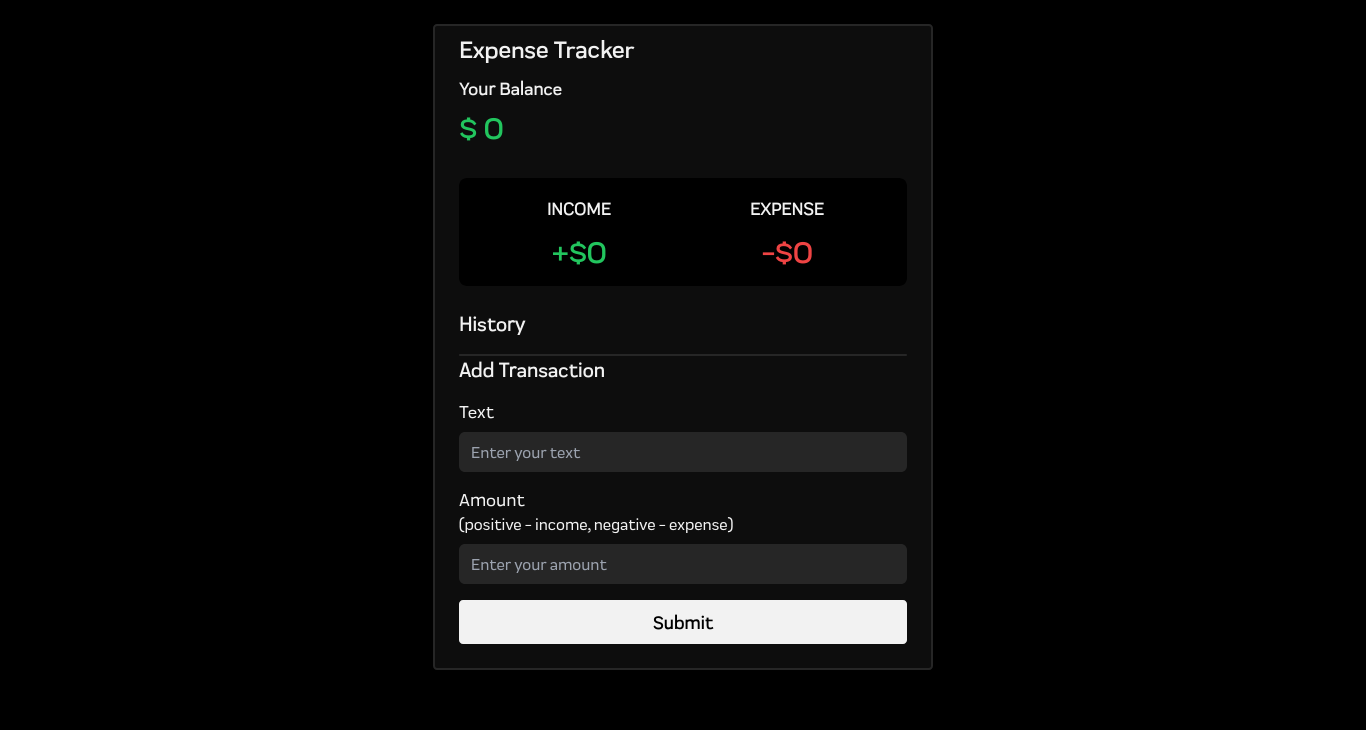 Expense Tracker
Your Balance
$ 0
INCOME EXPENSE
+$0 -$0
History
Add Transaction
Text
Enter your text
Amount
(positive - income, negative - expense)
Enter your amount
Submit